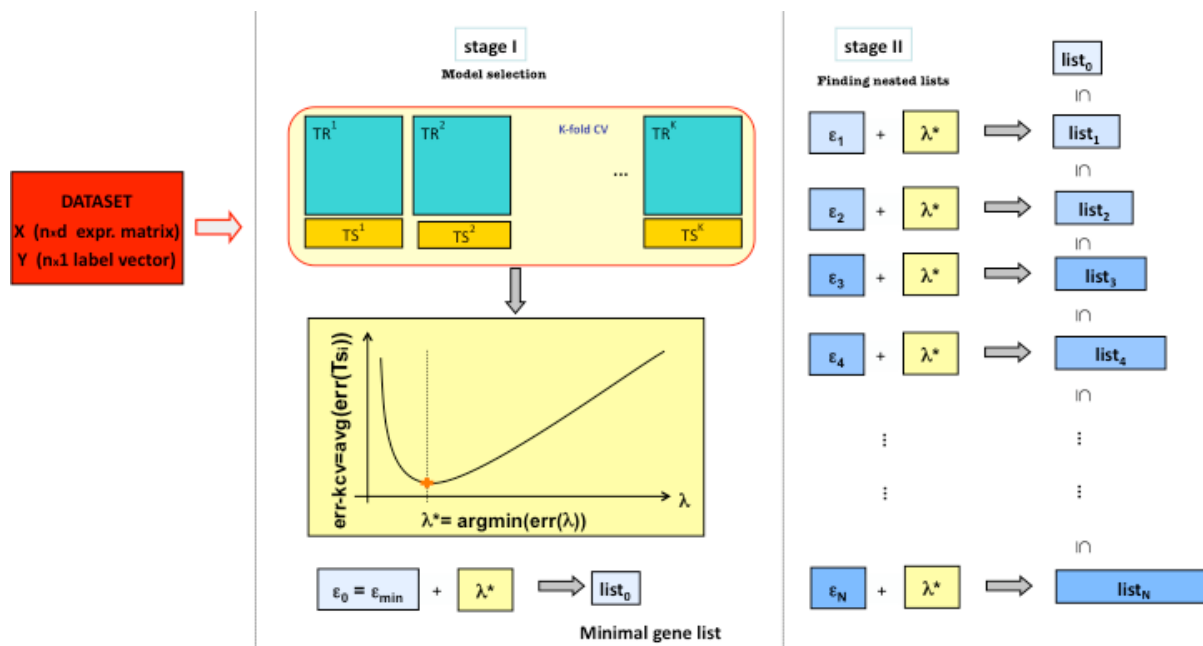 DATASET
X (nxd expr. matrix)
Y (nx1 label vector)
stage I
Model selection
K-fold CV
TR¹
TR²
...
TRᴷ
TS¹
TS²
TSᴷ
err-kcv=avg(err(Tsi))
λ
λ*= argmin(err(λ))
ε₀ = εmin + λ* list₀
Minimal gene list
stage II
Finding nested lists
list₀
⊆
ε₁ + λ* list₁
⊆
ε₂ + λ* list₂
⊆
ε₃ + λ* list₃
⊆
ε₄ + λ* list₄
⊆
⋮ ⋮
⋮ ⋮
⊆
εN + λ* listN